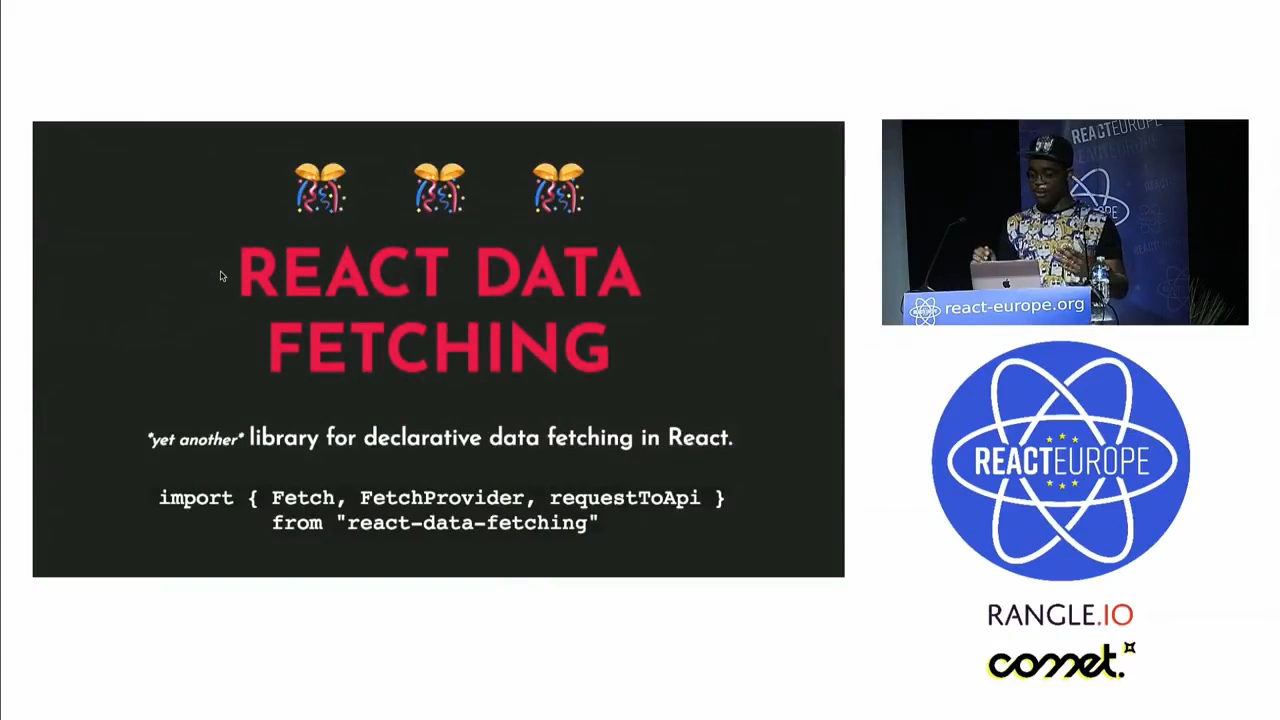 REACT DATA
FETCHING
*yet another* library for declarative data fetching in React.
import { Fetch, FetchProvider, requestToApi }
from "react-data-fetching"
REACTEUROPE
REACT
react-europe.org
REACTEUROPE
RANGLE.IO
comet.